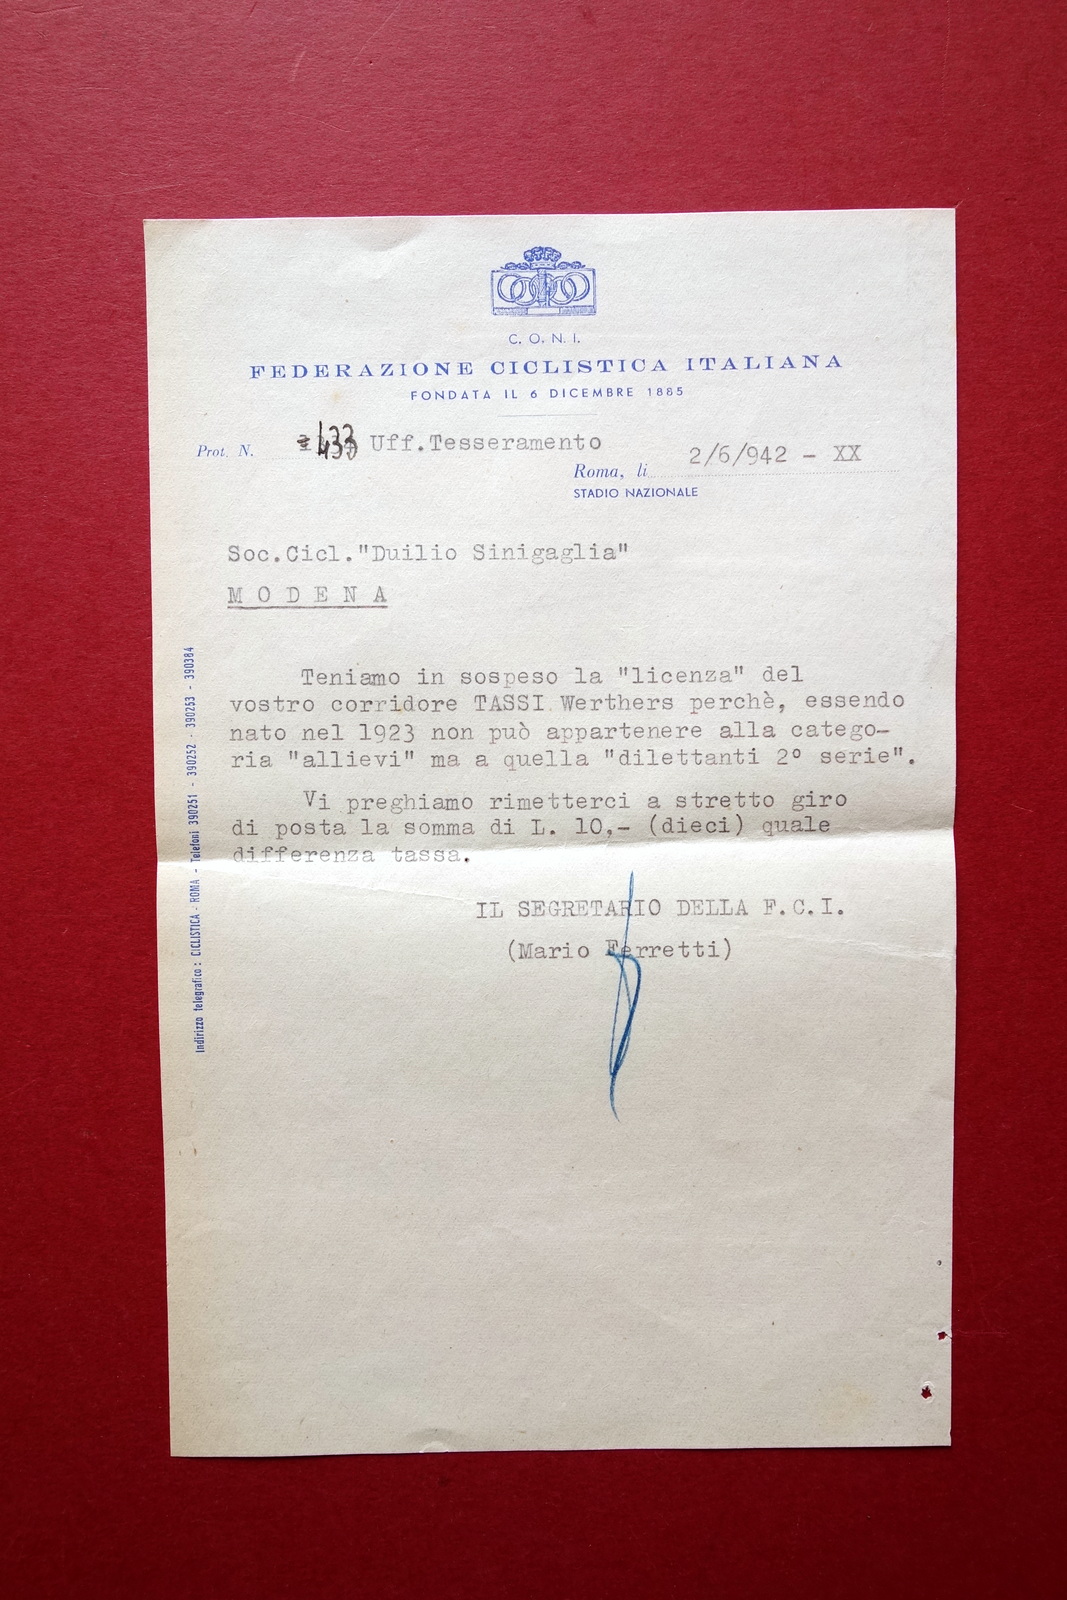 C. O. N. I.
FEDERAZIONE CICLISTICA ITALIANA
FONDATA IL 6 DICEMBRE 1885
Prot. N. 433 Uff.Tesseramento
Roma, li 2/6/942 - XX
STADIO NAZIONALE
Soc.Cicl."Duilio Sinigaglia"
M O D E N A
Teniamo in sospeso la "licenza" del
vostro corridore TASSI Werthers perchè, essendo
nato nel 1923 non può appartenere alla catego-
ria "allievi" ma a quella "dilettanti 2° serie".
Vi preghiamo rimetterci a stretto giro
di posta la somma di L. 10,- (dieci) quale
differenza tassa.
IL SEGRETARIO DELLA F.C.I.
(Mario Ferretti)
Indirizzo telegrafico: CICLISTICA - ROMA - Telefoni 390251 - 390252 - 390253 - 390384